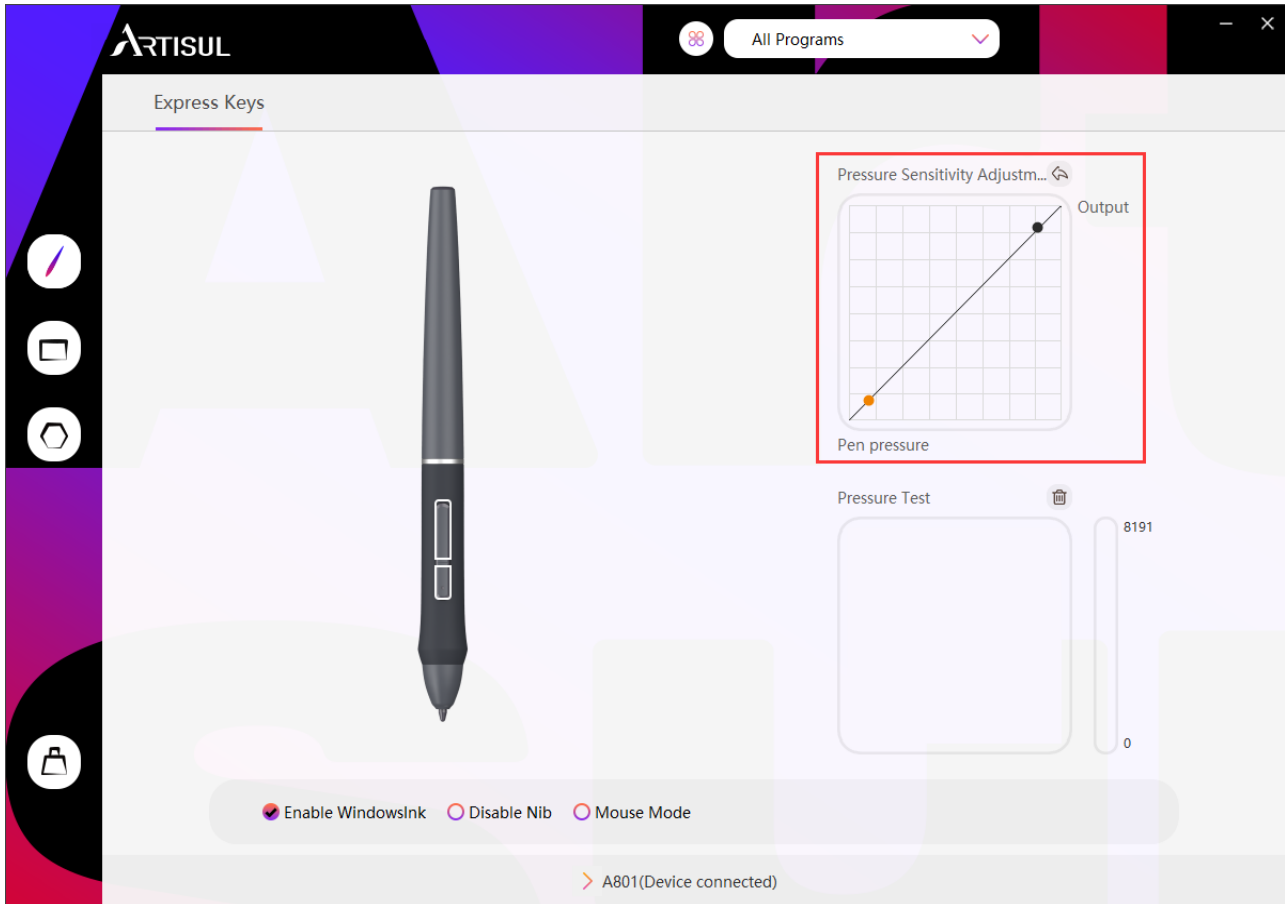 ARTISUL
All Programs
Express Keys
Pressure Sensitivity Adjustm...
Output
Pen pressure
Pressure Test
8191
0
Enable WindowsInk
Disable Nib
Mouse Mode
A801(Device connected)